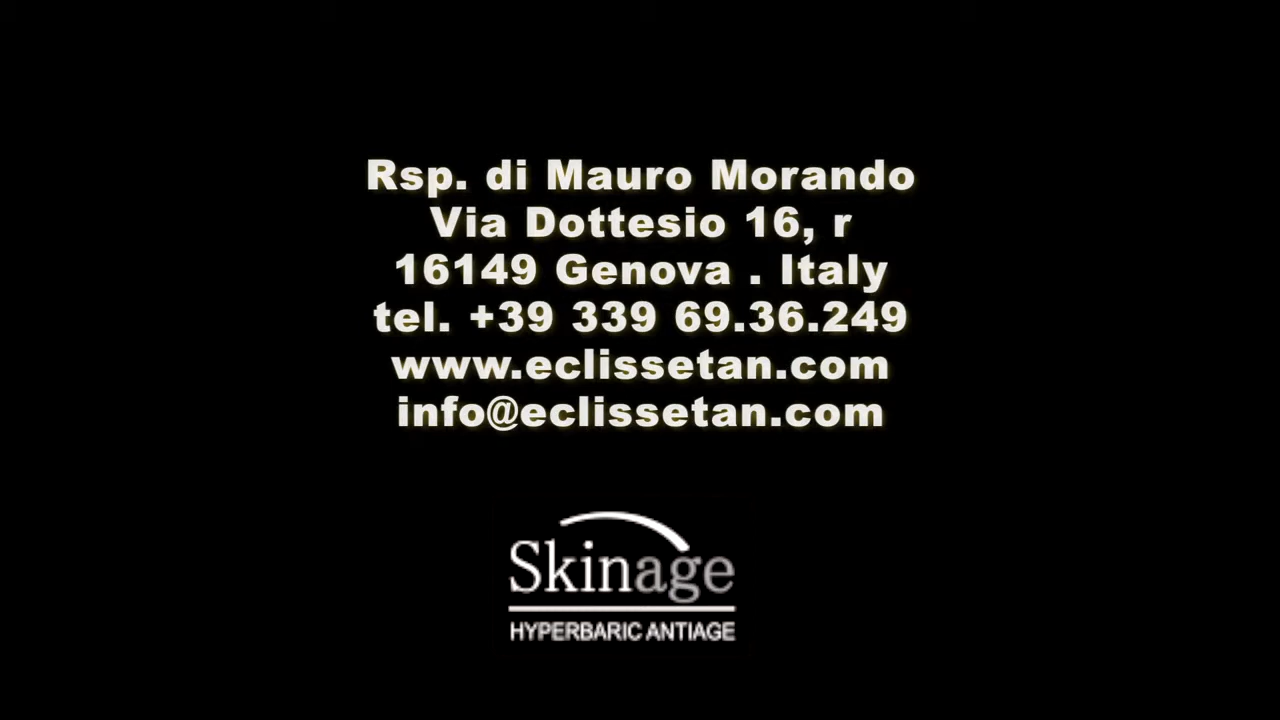 Rsp. di Mauro Morando
Via Dottesio 16, r
16149 Genova . Italy
tel. +39 339 69.36.249
www.eclissetan.com
info@eclissetan.com
Skinage
HYPERBARIC ANTIAGE